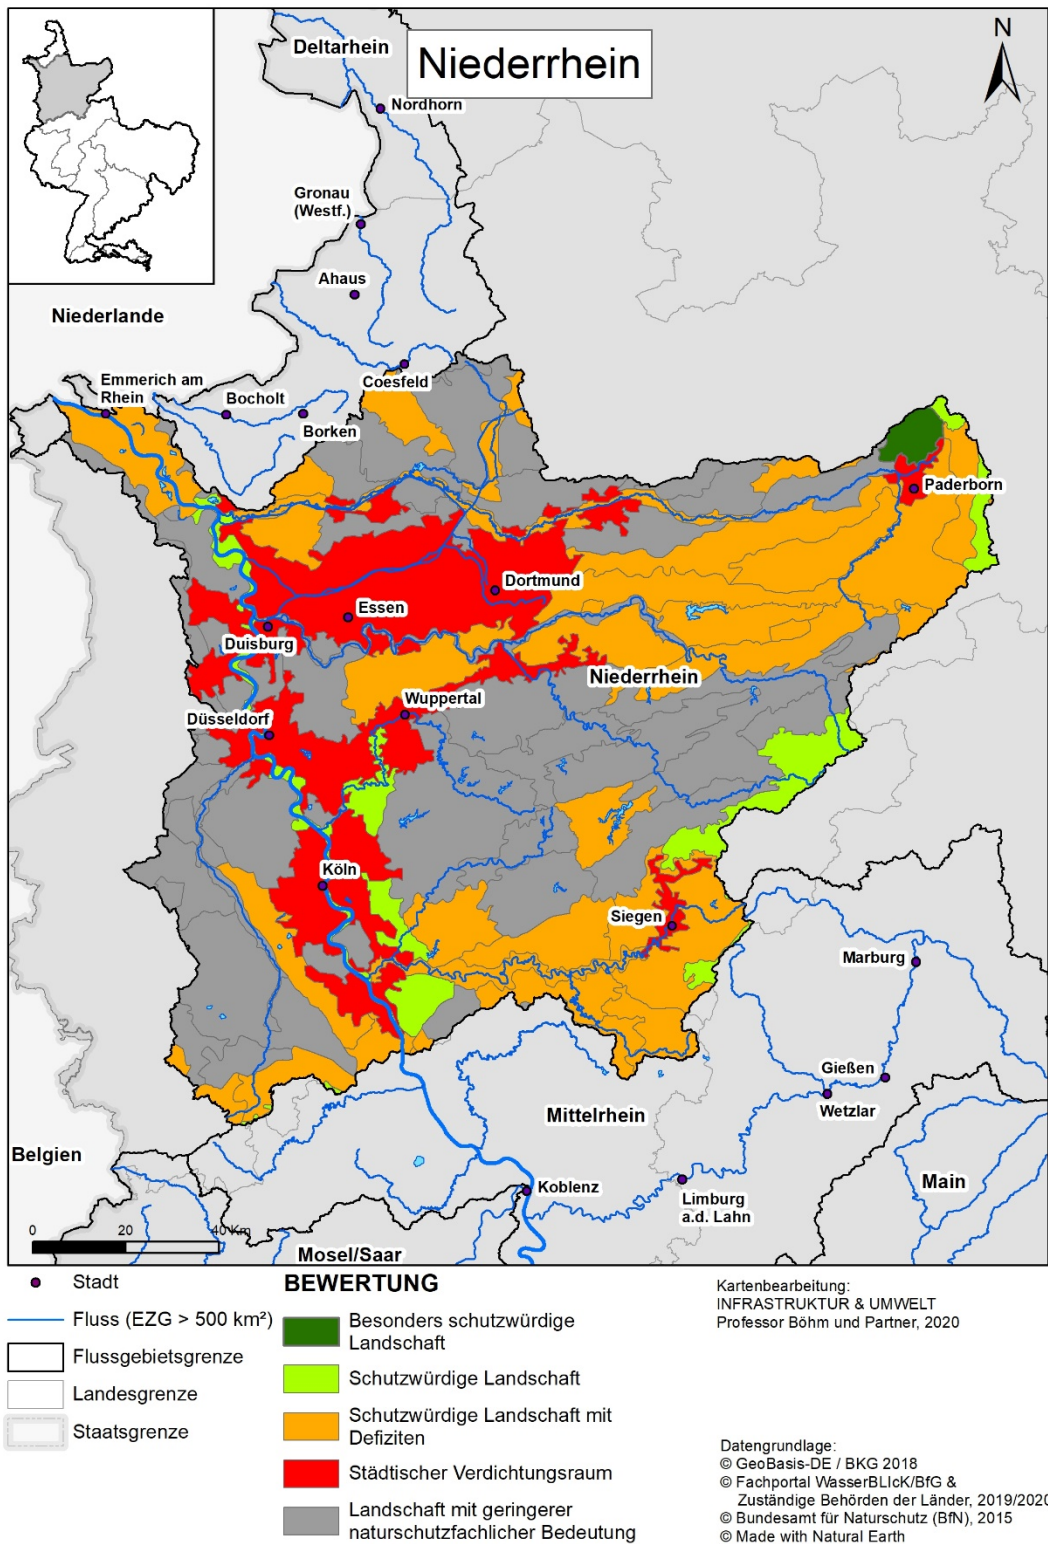 Niederrhein
N
Deltarhein
Nordhorn
Gronau
(Westf.)
Ahaus
Niederlande
Coesfeld
Emmerich am
Rhein
Bocholt
Borken
Paderborn
Dortmund
Essen
Duisburg
Niederrhein
Wuppertal
Düsseldorf
Köln
Siegen
Marburg
Gießen
Wetzlar
Mittelrhein
Belgien
Koblenz
Limburg
a.d. Lahn
Main
Mosel/Saar
0 20 40 Km
Stadt
Fluss (EZG > 500 km²)
Flussgebietsgrenze
Landesgrenze
Staatsgrenze
BEWERTUNG
Besonders schutzwürdige
Landschaft
Schutzwürdige Landschaft
Schutzwürdige Landschaft mit
Defiziten
Städtischer Verdichtungsraum
Landschaft mit geringerer
naturschutzfachlicher Bedeutung
Kartenbearbeitung:
INFRASTRUKTUR & UMWELT
Professor Böhm und Partner, 2020
Datengrundlage:
© GeoBasis-DE / BKG 2018
© Fachportal WasserBLIcK/BfG &
Zuständige Behörden der Länder, 2019/2020
© Bundesamt für Naturschutz (BfN), 2015
© Made with Natural Earth